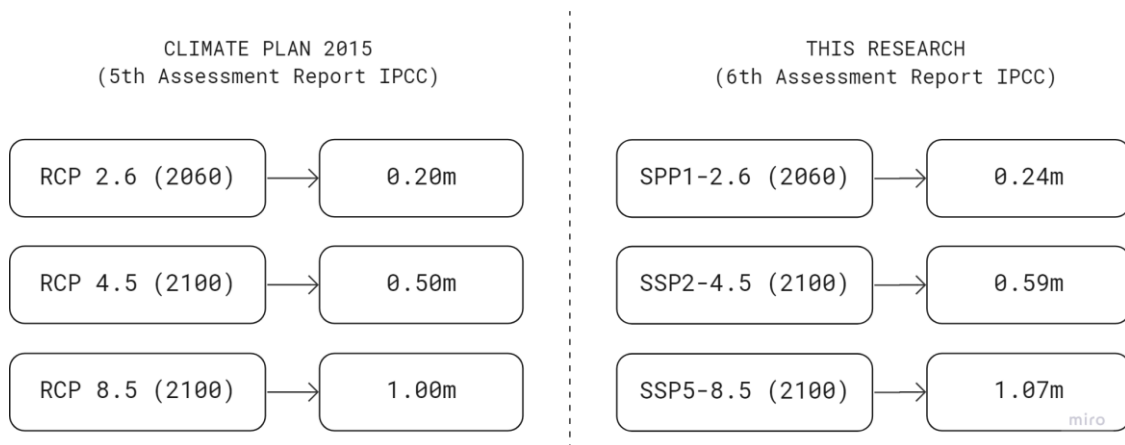 CLIMATE PLAN 2015
(5th Assessment Report IPCC)
RCP 2.6 (2060)
0.20m
RCP 4.5 (2100)
0.50m
RCP 8.5 (2100)
1.00m
THIS RESEARCH
(6th Assessment Report IPCC)
SPP1-2.6 (2060)
0.24m
SSP2-4.5 (2100)
0.59m
SSP5-8.5 (2100)
1.07m
miro